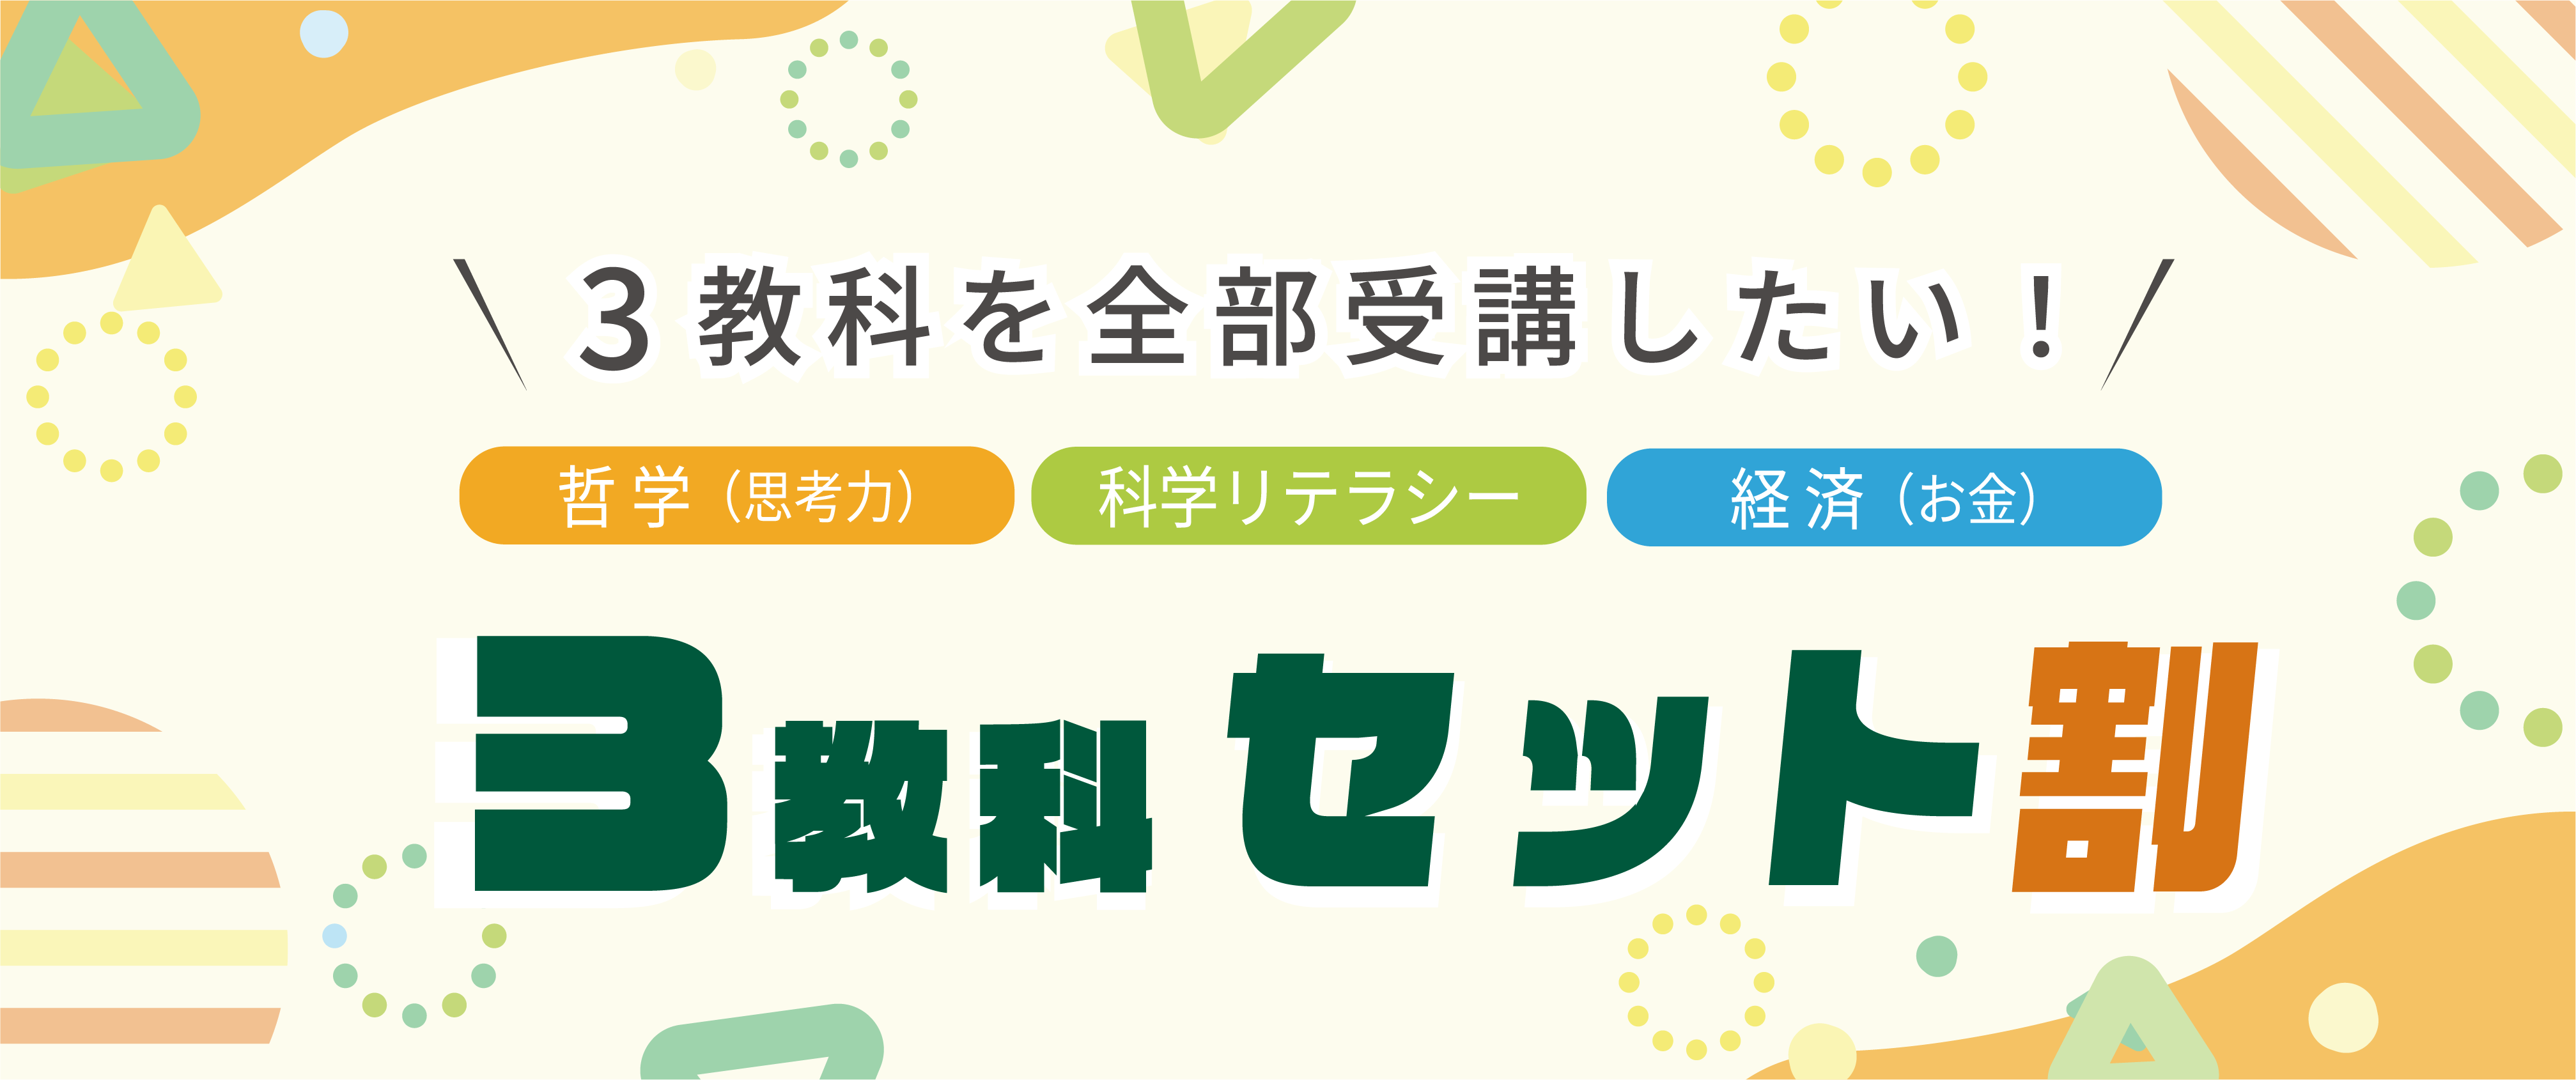 3教科を全部受講したい！
哲学（思考力）
科学リテラシー
経済（お金）
3教科セット割